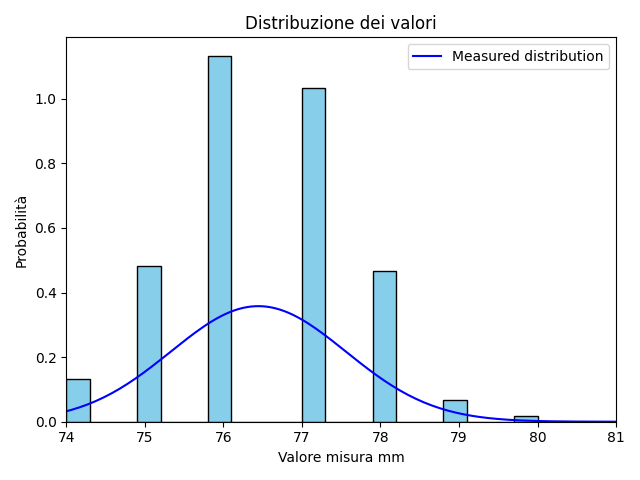 Distribuzione dei valori
Measured distribution
Probabilità
1.0
0.8
0.6
0.4
0.2
0.0
74 75 76 77 78 79 80 81
Valore misura mm